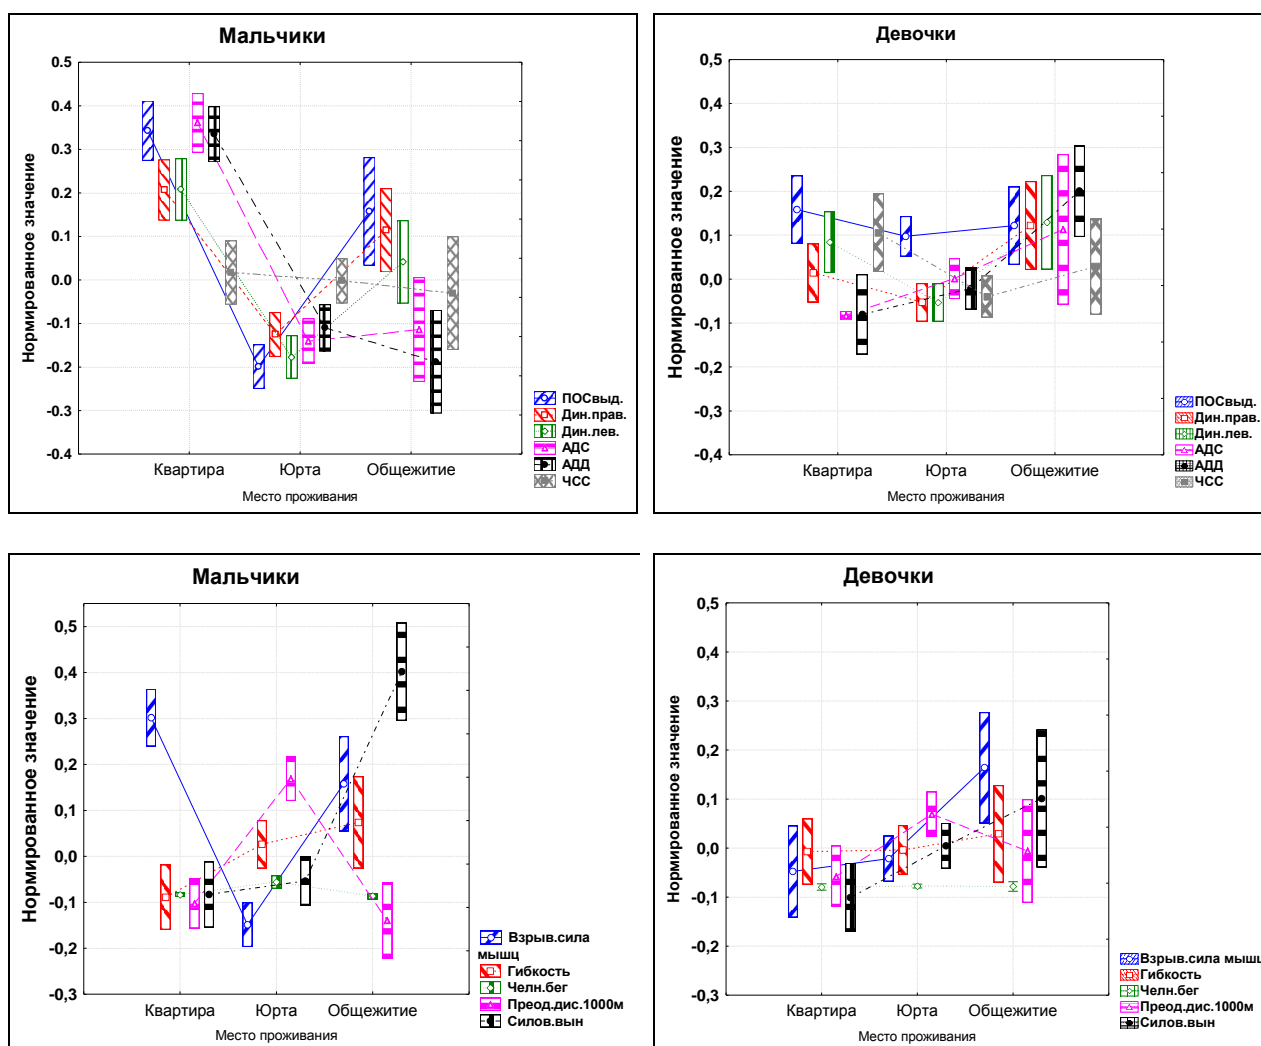 Мальчики
Нормированное значение
0.5
0.4
0.3
0.2
0.1
0.0
-0.1
-0.2
-0.3
-0.4
Квартира Юрта Общежитие
Место проживания
ПОСвыд.
Дин.прав.
Дин.лев.
АДС
АДД
ЧСС
Девочки
Нормированное значение
0,5
0,4
0,3
0,2
0,1
0,0
-0,1
-0,2
-0,3
-0,4
Квартира Юрта Общежитие
Место проживания
ПОСвыд.
Дин.прав.
Дин.лев.
АДС
АДД
ЧСС
Мальчики
Нормированное значение
0,5
0,4
0,3
0,2
0,1
0,0
-0,1
-0,2
-0,3
Квартира Юрта Общежитие
Место проживания
Взрыв.сила
мышц
Гибкость
Челн.бег
Преод.дис.1000м
Силов.вын
Девочки
Нормированное значение
0,5
0,4
0,3
0,2
0,1
0,0
-0,1
-0,2
-0,3
Квартира Юрта Общежитие
Место проживания
Взрыв.сила мышц
Гибкость
Челн.бег
Преод.дис.1000м
Силов.вын